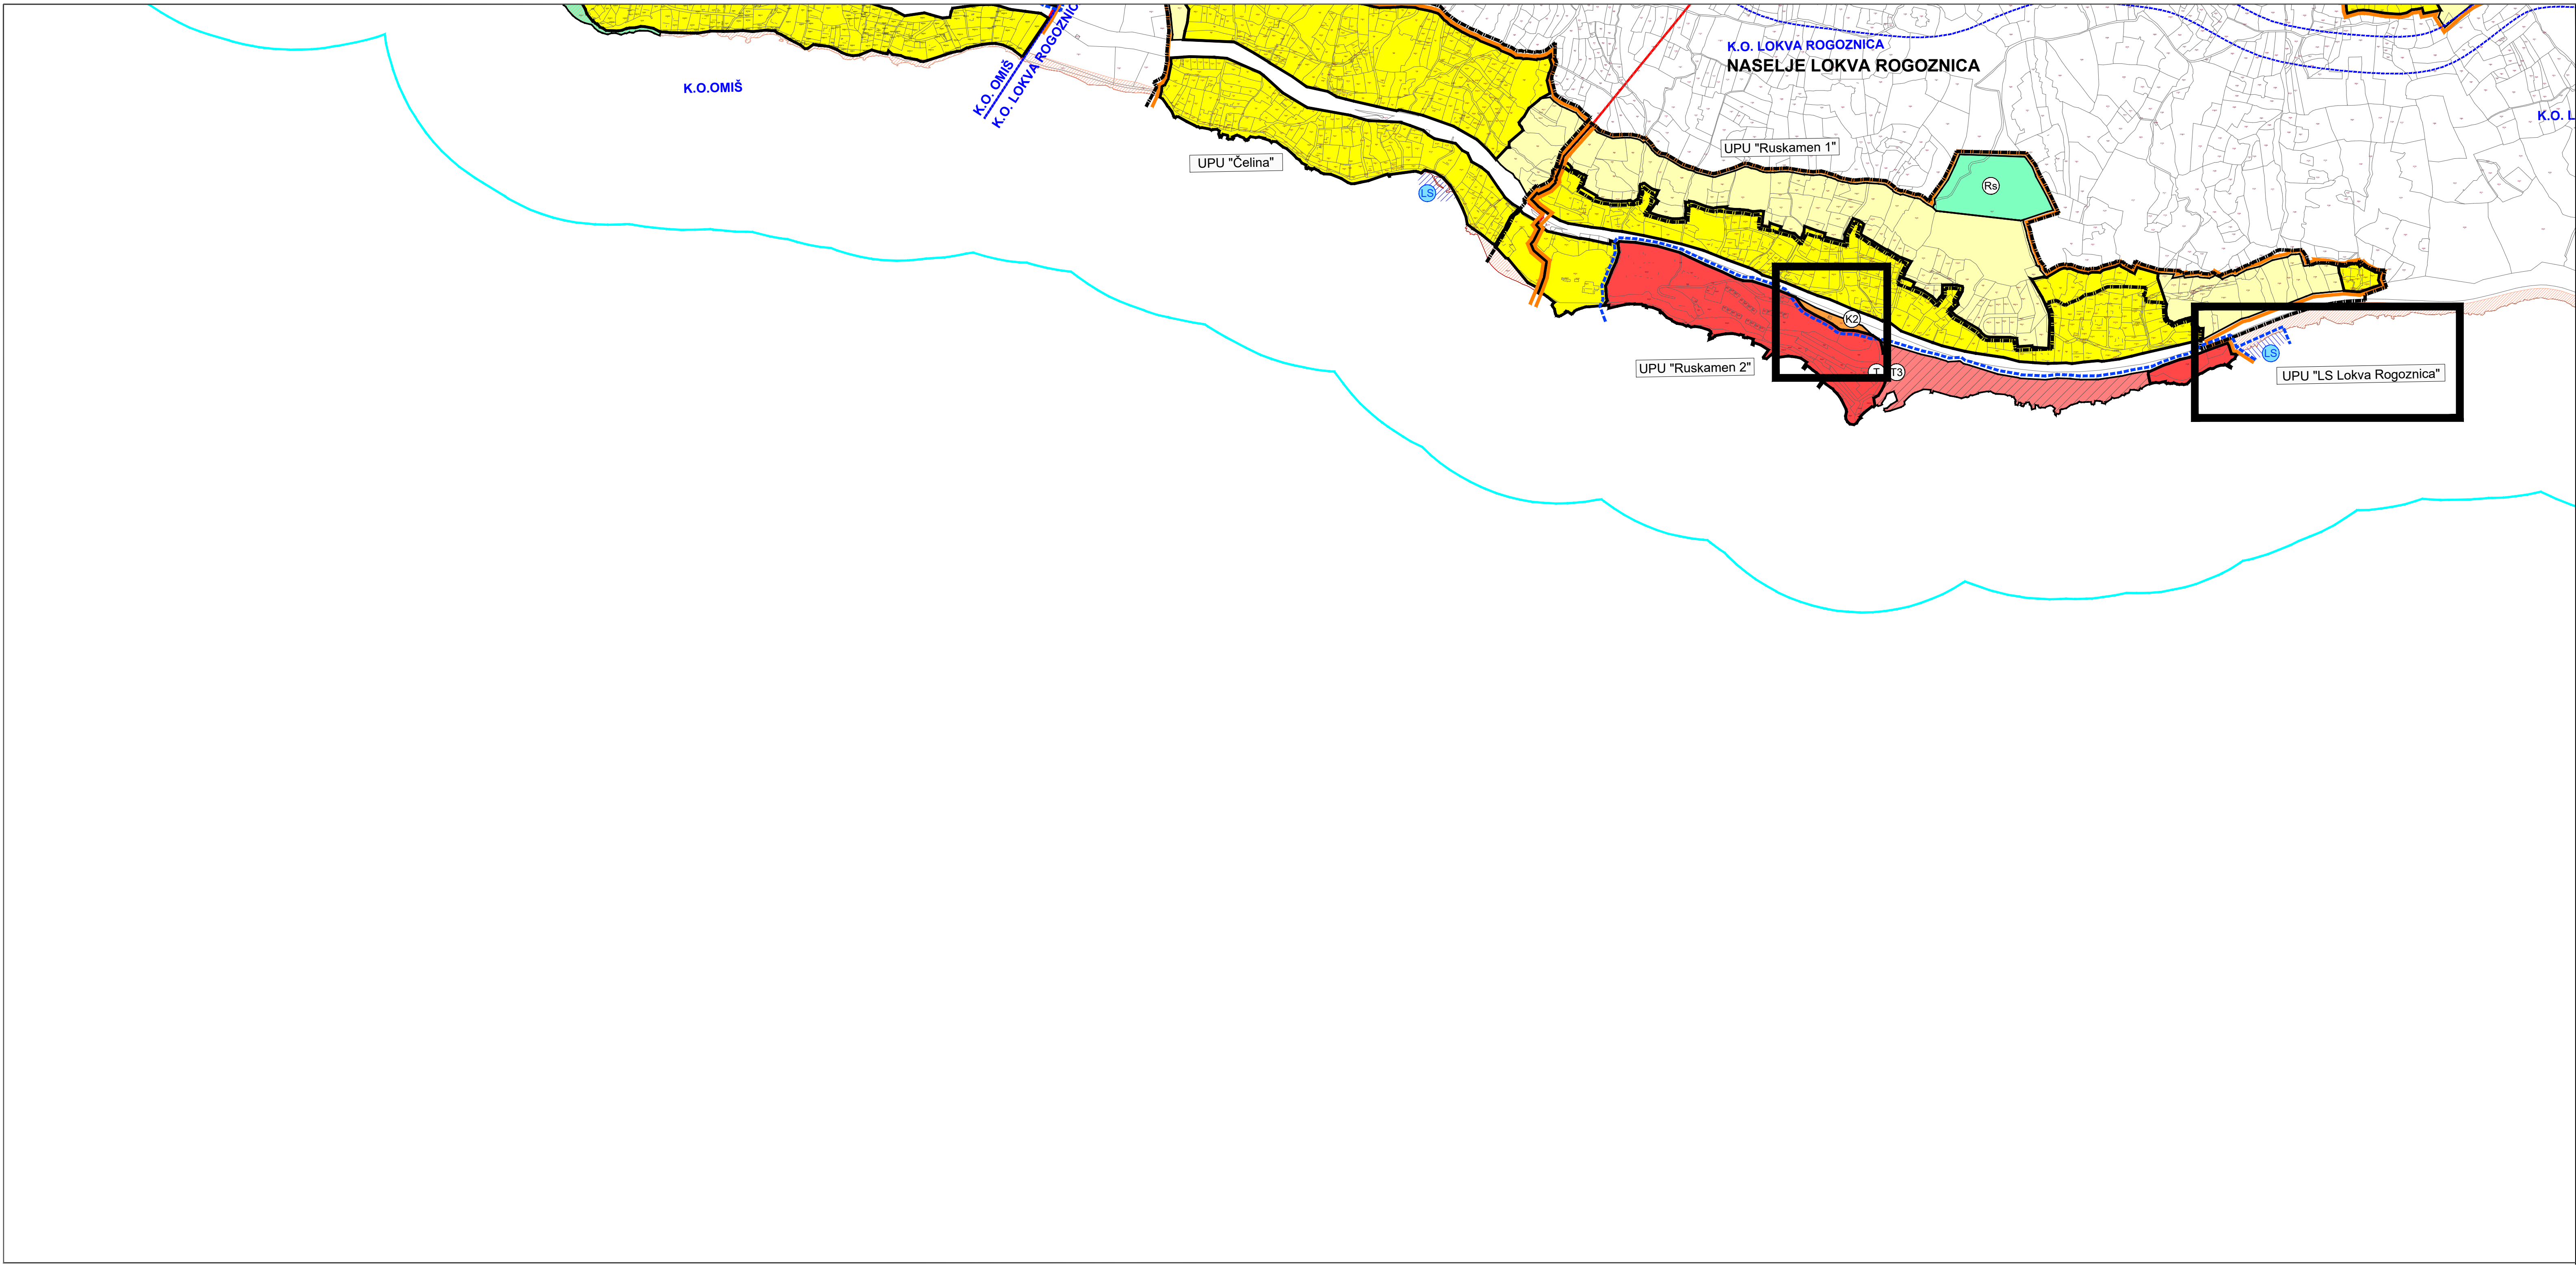 K.O. LOKVA ROGOZNICA
NASELJE LOKVA ROGOZNICA
K.O.OMIŠ
K.O. OMIŠ
K.O. LOKVA ROGOZNIC
K.O. L
UPU "Čelina"
UPU "Ruskamen 1"
Rs
LS
K2
LS
UPU "Ruskamen 2"
T
T3
UPU "LS Lokva Rogoznica"